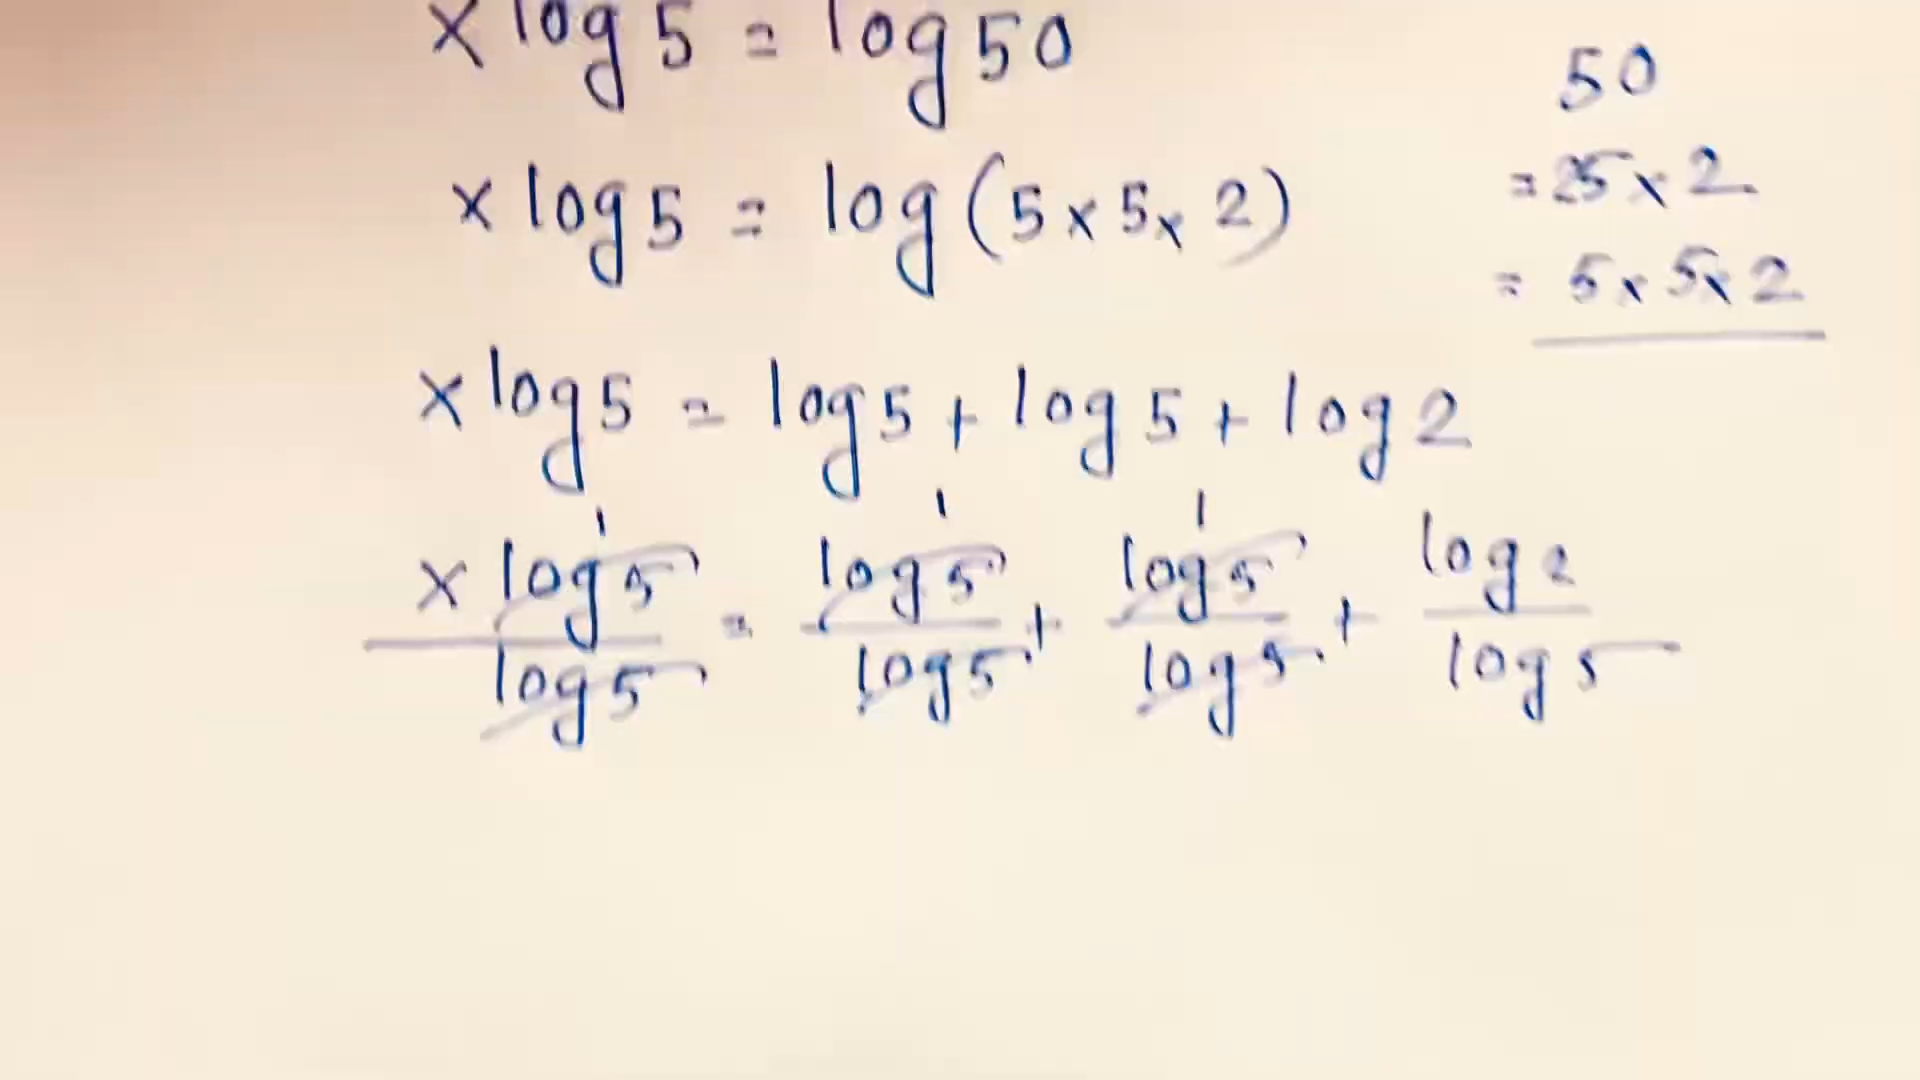 x log 5 = log 50
x log 5 = log (5 x 5 x 2)
x log 5 = log 5 + log 5 + log 2
1 1 1
x log 5 / log 5 = log 5 / log 5 + log 5 / log 5 + log 2 / log 5
50
= 25 x 2
= 5 x 5 x 2